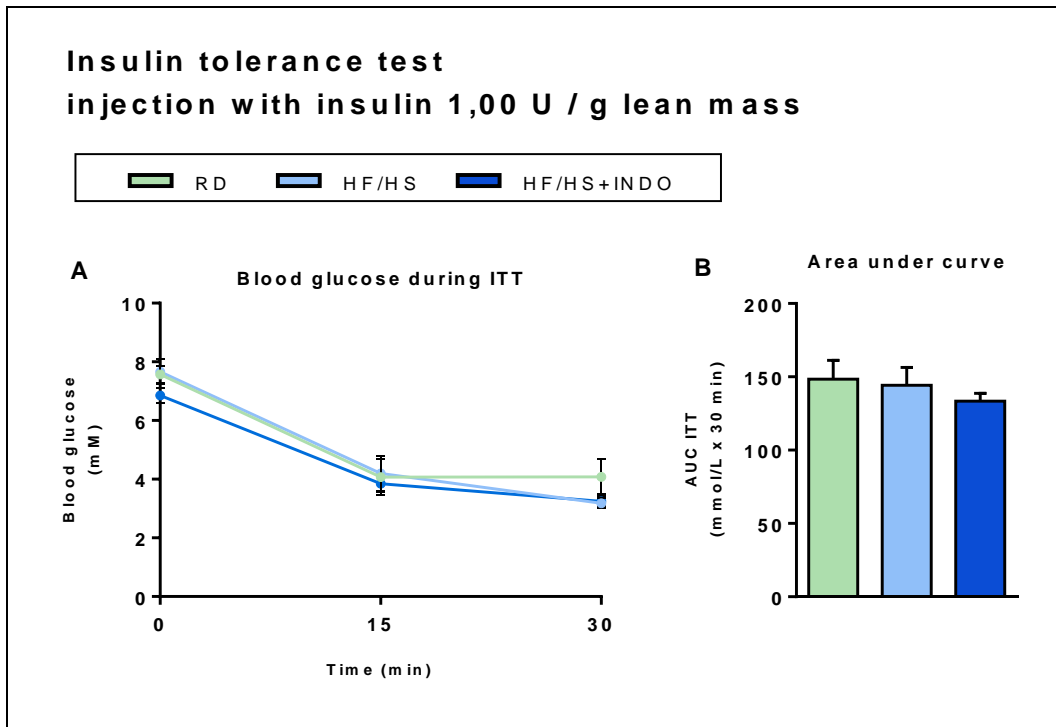 Insulin tolerance test
injection with insulin 1,00 U / g lean mass
RD HF/HS HF/HS+INDO
A
Blood glucose during ITT
Blood glucose
(mM)
10
8
6
4
2
0
0 15 30
Time (min)
B
Area under curve
AUC ITT
(mmol/L x 30 min)
200
150
100
50
0